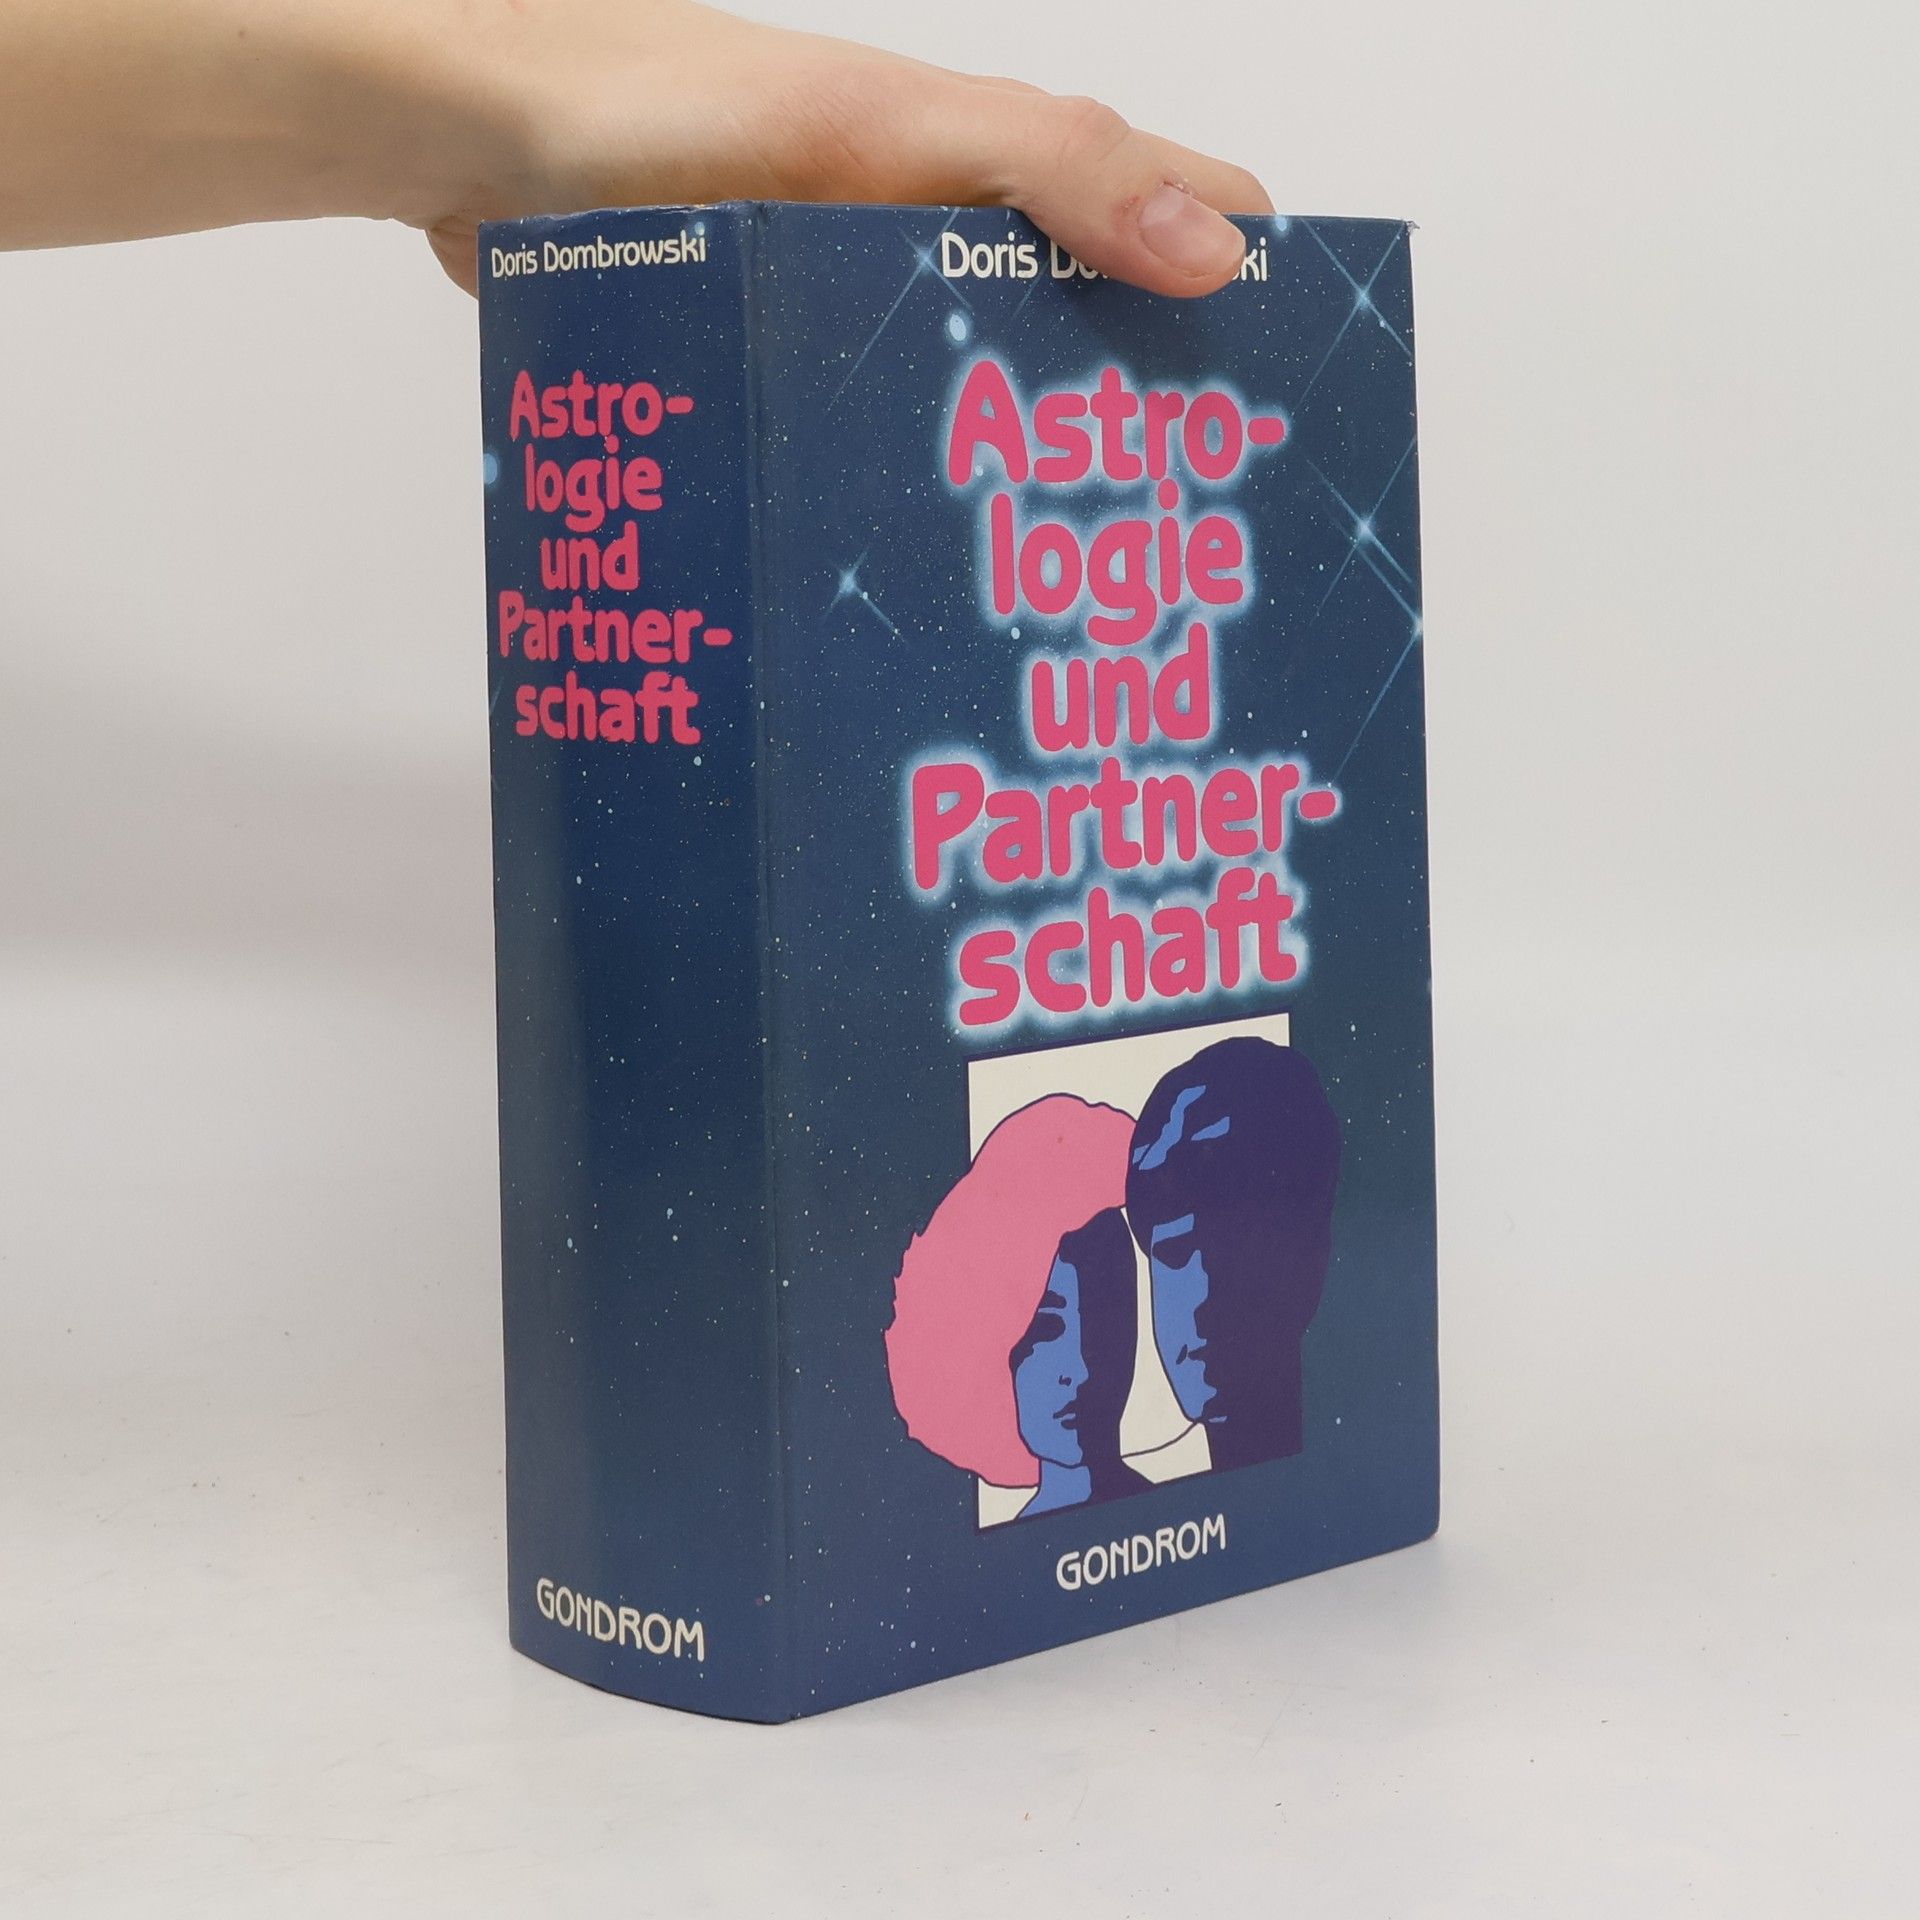 Doris Dombrowski
Astro-
logie
und
Partner-
schaft
GONDROM
Doris
Astro-
logie
und
Partner-
schaft
GONDROM